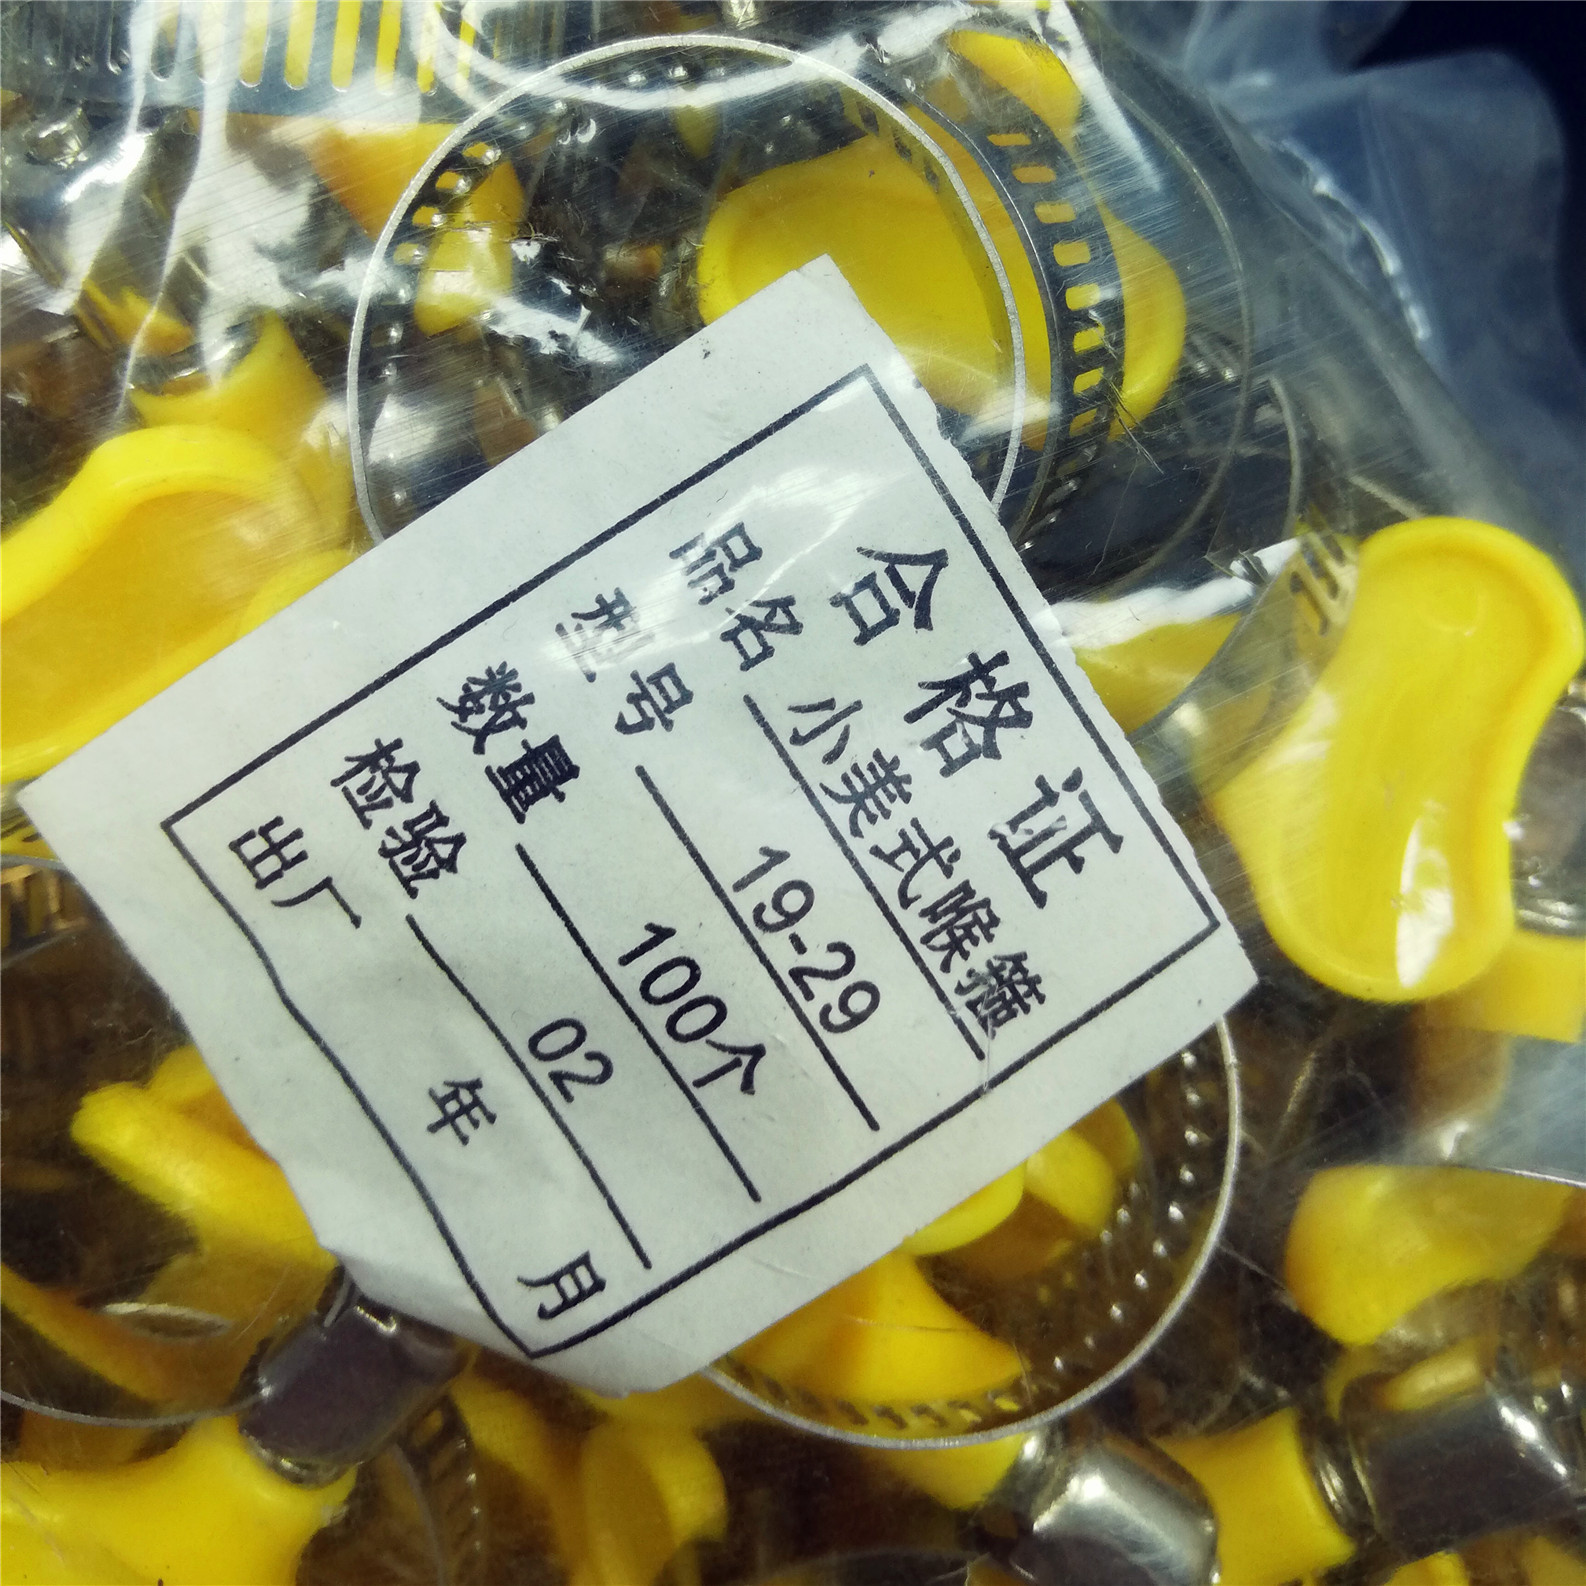 合格证
品名 小美式喉箍
型号 19-29
数量 100个
检验 02
出厂 年 月